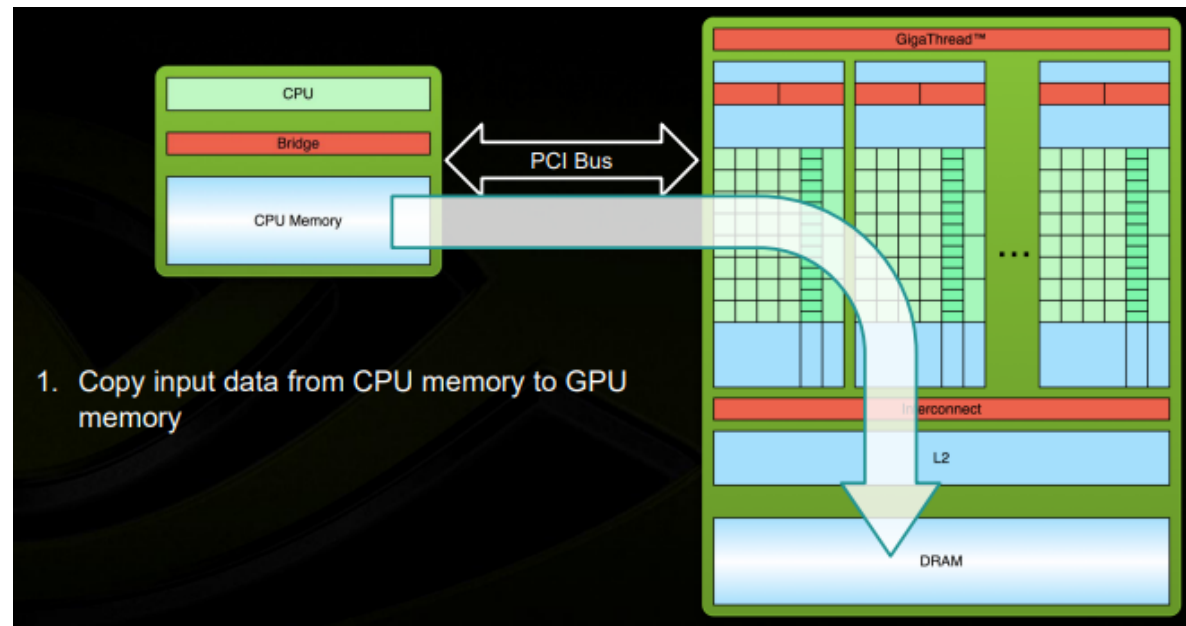 GigaThread™
CPU
Bridge
PCI Bus
CPU Memory
...
1. Copy input data from CPU memory to GPU
memory
Interconnect
L2
DRAM